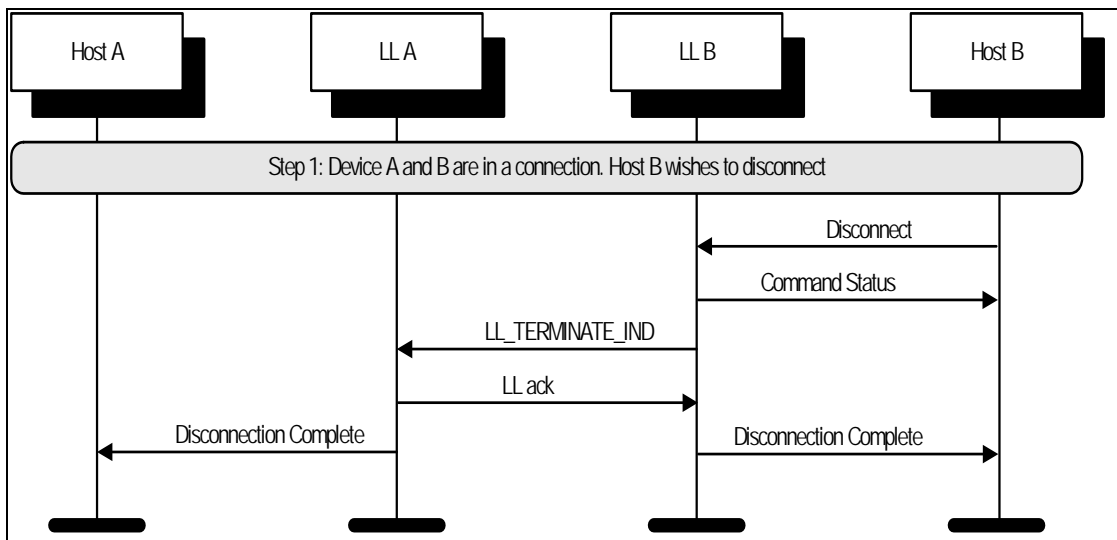 Host A
LL A
LL B
Host B
Step 1: Device A and B are in a connection. Host B wishes to disconnect
Disconnect
Command Status
LL_TERMINATE_IND
LL ack
Disconnection Complete
Disconnection Complete